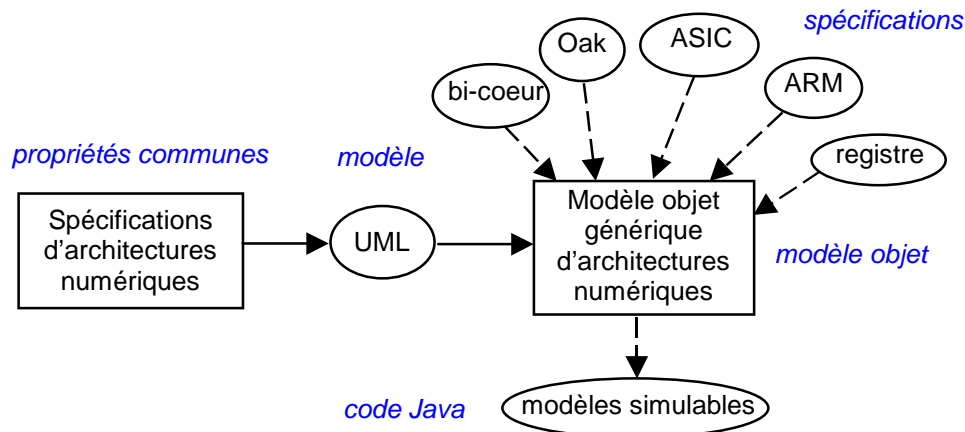 spécifications
Oak
ASIC
bi-coeur
ARM
propriétés communes
modèle
registre
Spécifications
d'architectures
numériques
UML
Modèle objet
générique
d'architectures
numériques
modèle objet
code Java
modèles simulables